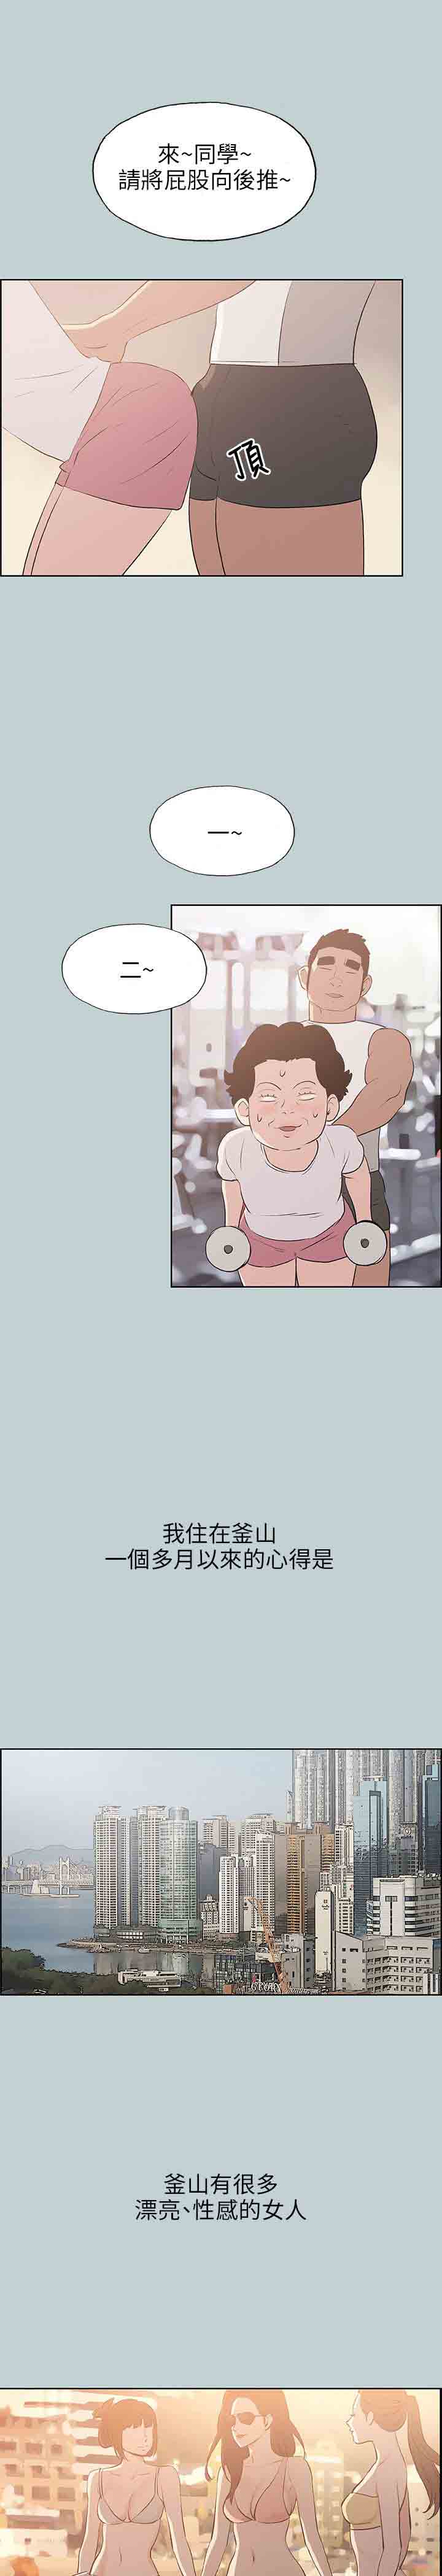 來~同學~
請將屁股向後推~
頂
一~
二~
我住在釜山
一個多月以來的心得是
釜山有很多
漂亮、性感的女人